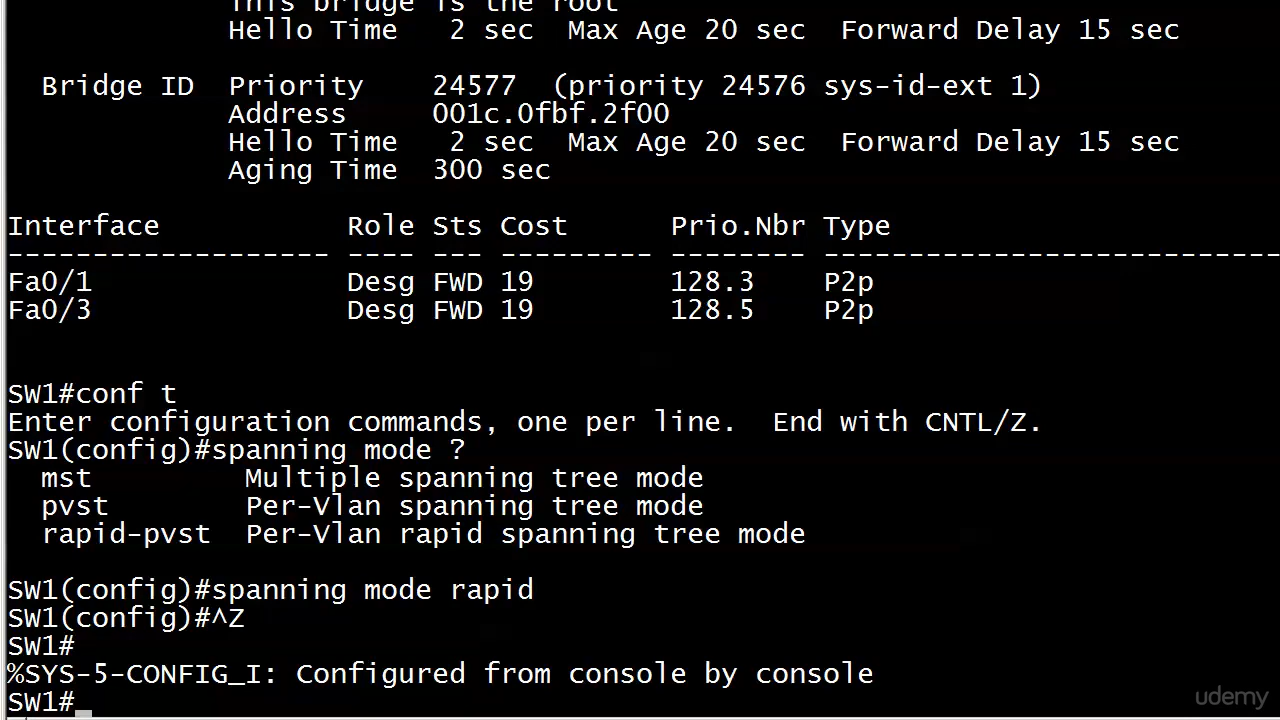 This bridge is the root
Hello Time   2 sec  Max Age 20 sec  Forward Delay 15 sec
Bridge ID  Priority    24577  (priority 24576 sys-id-ext 1)
Address     001c.0fbf.2f00
Hello Time   2 sec  Max Age 20 sec  Forward Delay 15 sec
Aging Time  300 sec
Interface           Role Sts Cost      Prio.Nbr Type
------------------- ---- --- --------- -------- ---------------------------
Fa0/1               Desg FWD 19        128.3    P2p
Fa0/3               Desg FWD 19        128.5    P2p
SW1#conf t
Enter configuration commands, one per line.  End with CNTL/Z.
SW1(config)#spanning mode ?
  mst         Multiple spanning tree mode
  pvst        Per-Vlan spanning tree mode
  rapid-pvst  Per-Vlan rapid spanning tree mode
SW1(config)#spanning mode rapid
SW1(config)#^Z
SW1#
%SYS-5-CONFIG_I: Configured from console by console
SW1#
udemy